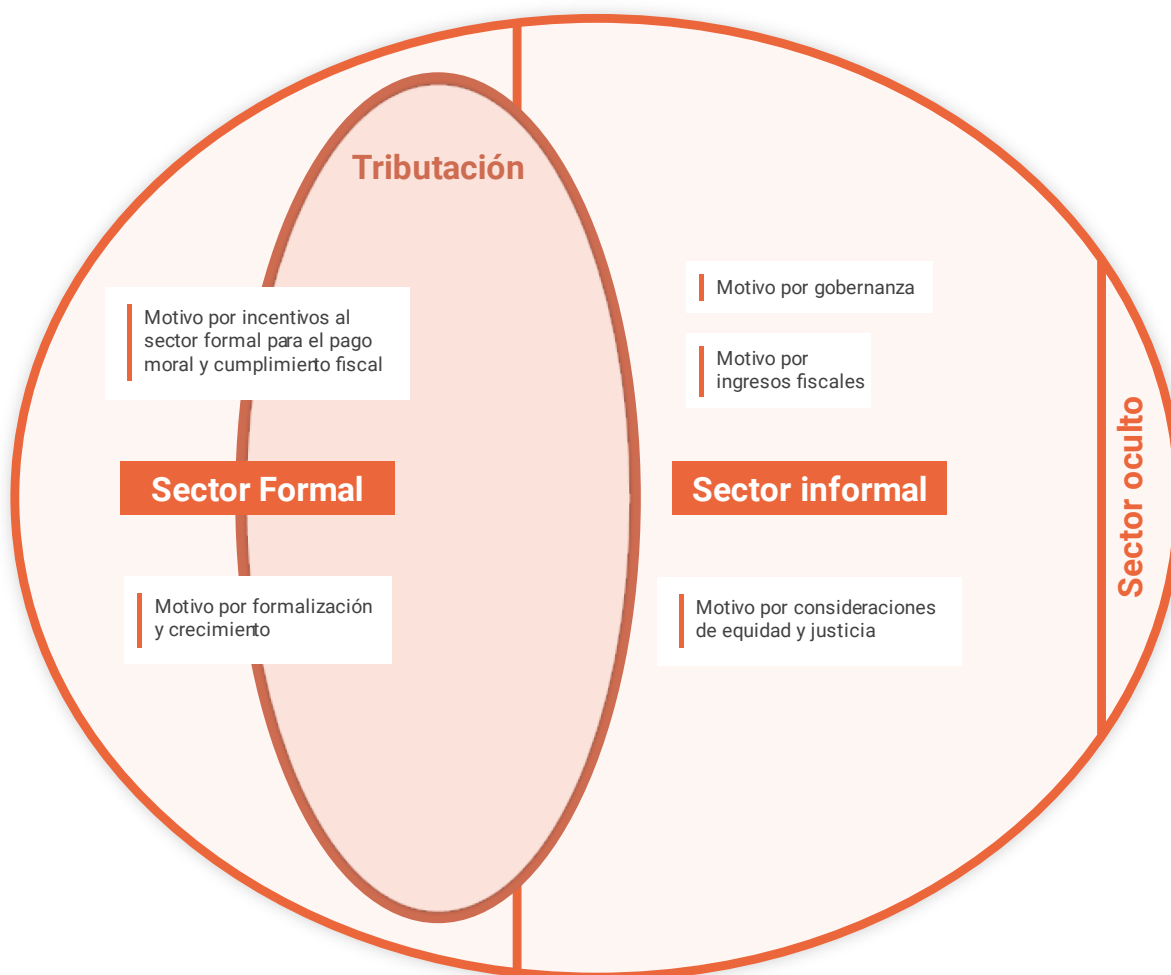 Tributación
Motivo por incentivos al
sector formal para el pago
moral y cumplimiento fiscal
Sector Formal
Motivo por formalización
y crecimiento
Motivo por gobernanza
Motivo por
ingresos fiscales
Sector informal
Motivo por consideraciones
de equidad y justicia
Sector oculto